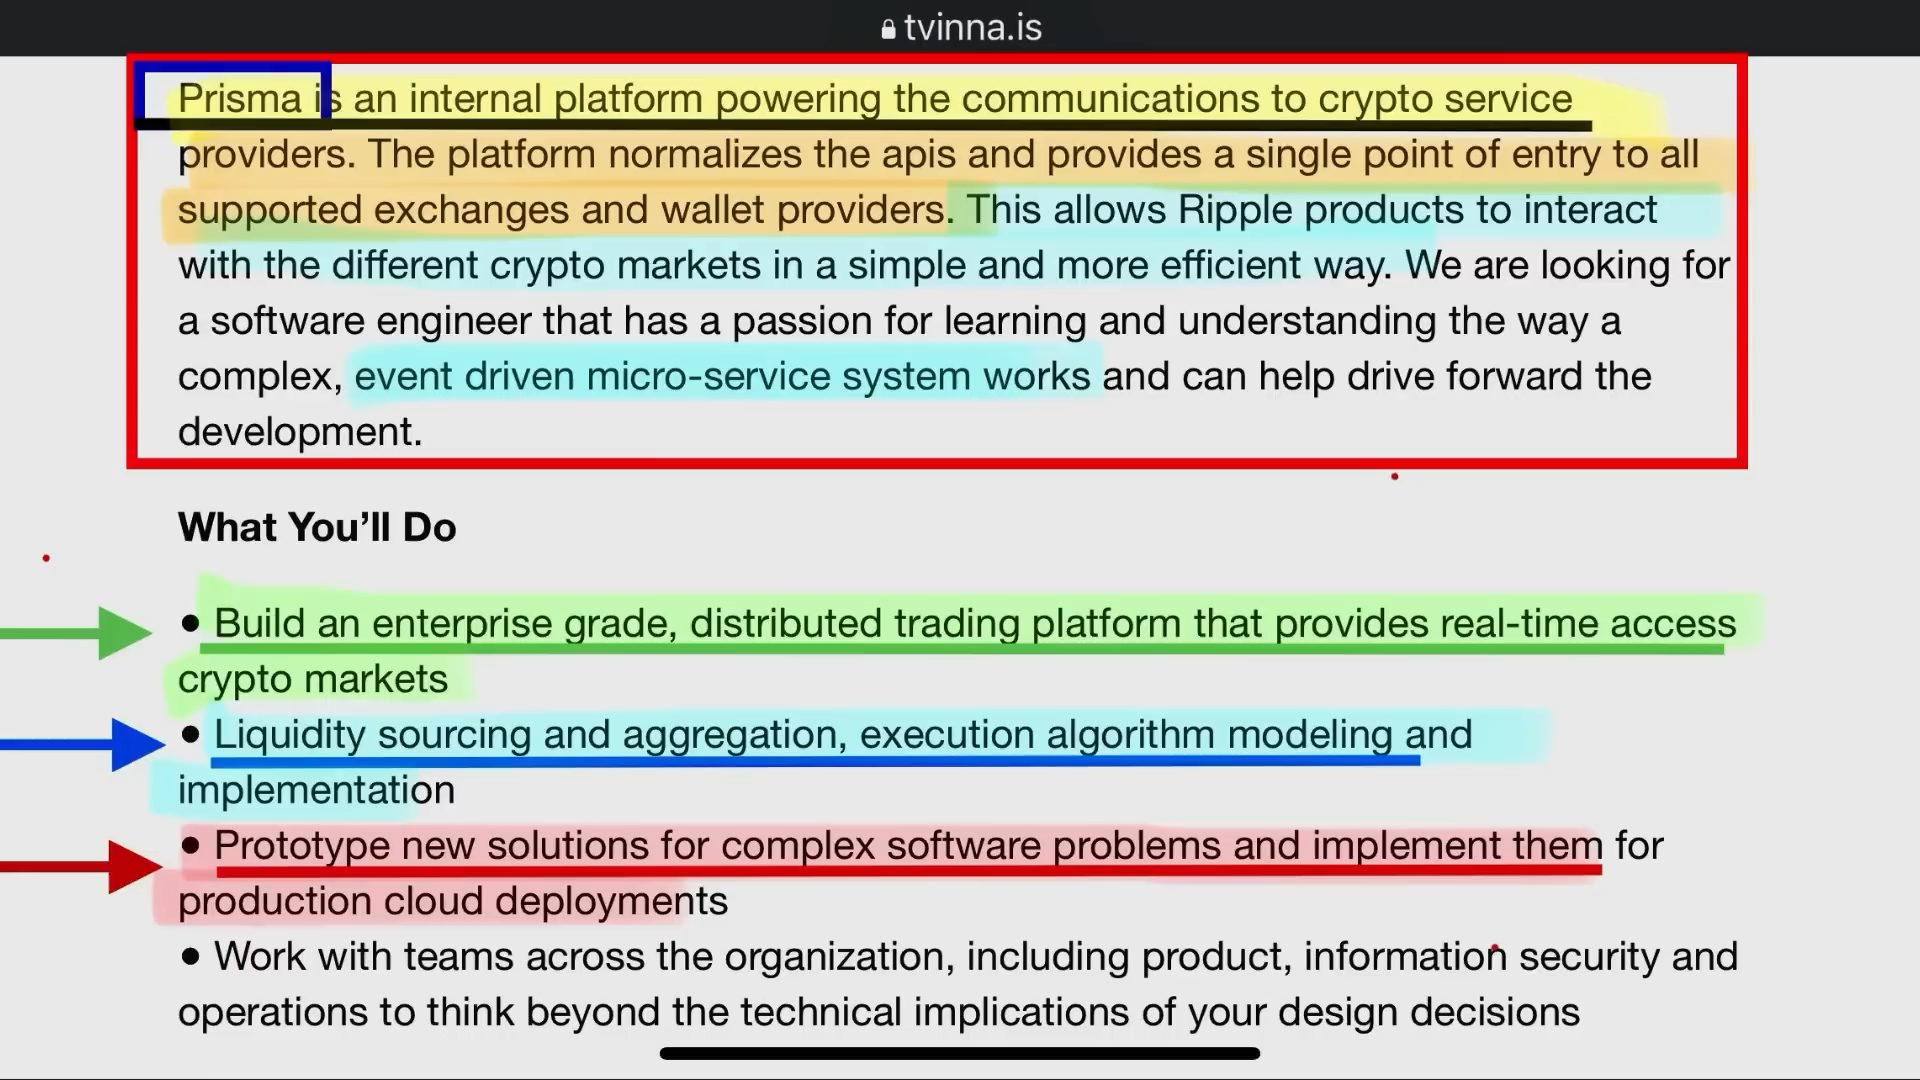 tvinna.is
Prisma is an internal platform powering the communications to crypto service
providers. The platform normalizes the apis and provides a single point of entry to all
supported exchanges and wallet providers. This allows Ripple products to interact
with the different crypto markets in a simple and more efficient way. We are looking for
a software engineer that has a passion for learning and understanding the way a
complex, event driven micro-service system works and can help drive forward the
development.
What You’ll Do
• Build an enterprise grade, distributed trading platform that provides real-time access
crypto markets
• Liquidity sourcing and aggregation, execution algorithm modeling and
implementation
• Prototype new solutions for complex software problems and implement them for
production cloud deployments
• Work with teams across the organization, including product, information security and
operations to think beyond the technical implications of your design decisions